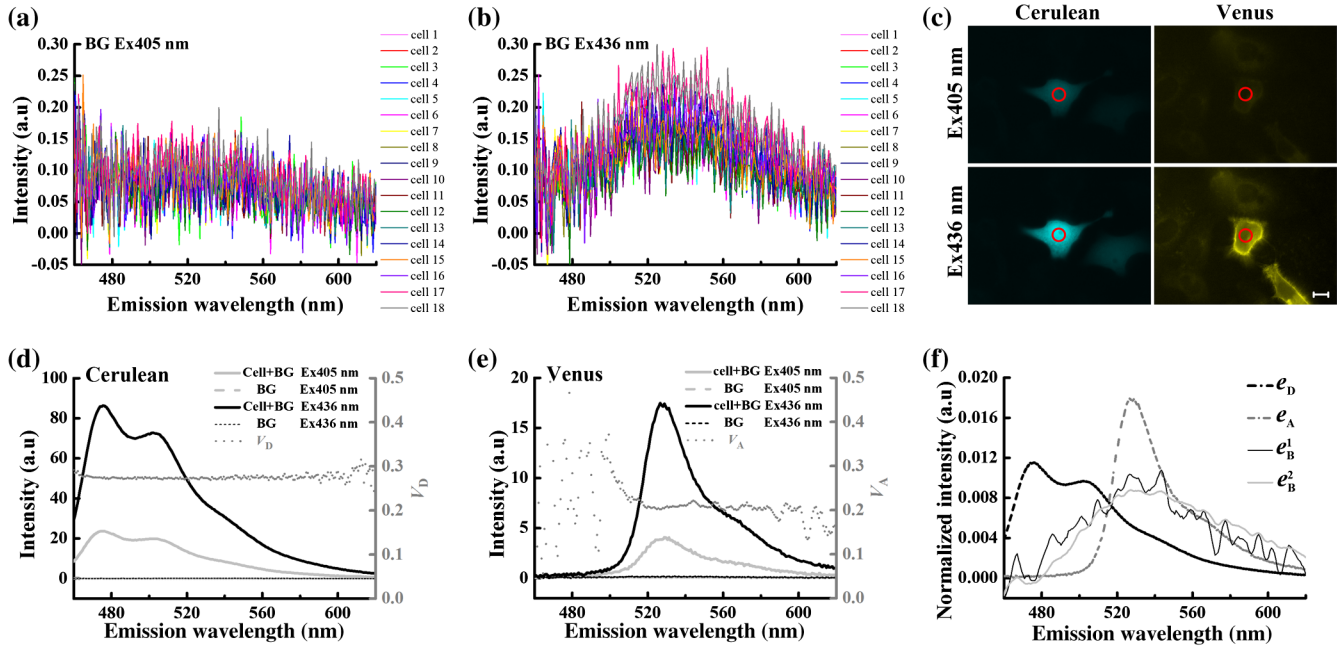 (a)
BG Ex405 nm
0.30
0.25
0.20
0.15
0.10
0.05
0.00
-0.05
Intensity (a.u)
480 520 560 600
Emission wavelength (nm)
cell 1
cell 2
cell 3
cell 4
cell 5
cell 6
cell 7
cell 8
cell 9
cell 10
cell 11
cell 12
cell 13
cell 14
cell 15
cell 16
cell 17
cell 18
(b)
BG Ex436 nm
0.30
0.25
0.20
0.15
0.10
0.05
0.00
-0.05
Intensity (a.u)
480 520 560 600
Emission wavelength (nm)
cell 1
cell 2
cell 3
cell 4
cell 5
cell 6
cell 7
cell 8
cell 9
cell 10
cell 11
cell 12
cell 13
cell 14
cell 15
cell 16
cell 17
cell 18
(c)
Cerulean Venus
Ex405 nm
Ex436 nm
(d)
Cerulean
Cell+BG Ex405 nm
BG Ex405 nm
Cell+BG Ex436 nm
BG Ex436 nm
V_D
100
80
60
40
20
0
Intensity (a.u)
0.5
0.4
0.3
0.2
0.1
0.0
V_D
480 510 540 570 600
Emission wavelength (nm)
(e)
Venus
cell+BG Ex405 nm
BG Ex405 nm
cell+BG Ex436 nm
BG Ex436 nm
V_A
20
15
10
5
0
Intensity (a.u)
0.5
0.4
0.3
0.2
0.1
0.0
V_A
480 510 540 570 600
Emission wavelength (nm)
(f)
0.020
0.016
0.012
0.008
0.004
0.000
Normalized intensity (a.u)
480 520 560 600
Emission wavelength (nm)
e_D
e_A
e_B^1
e_B^2